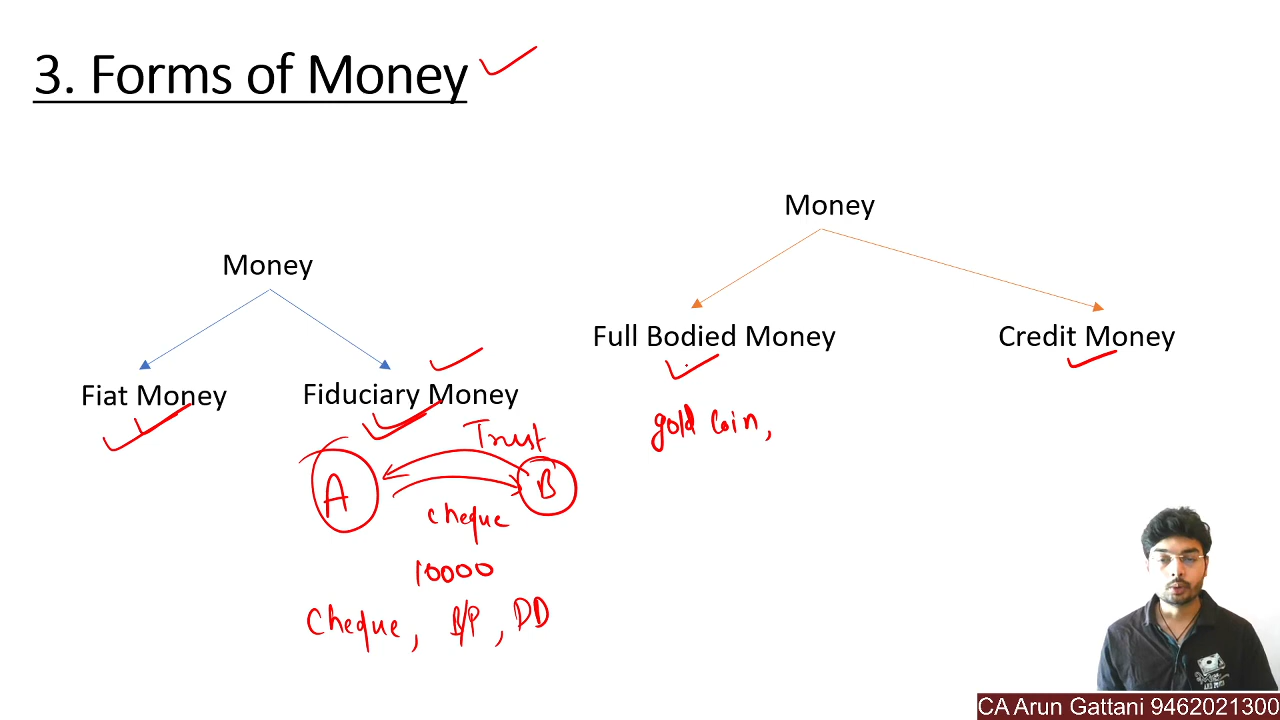 3. Forms of Money
Money
Fiat Money
Fiduciary Money
Trust
A
B
cheque
10000
Cheque, B/P, DD
Money
Full Bodied Money
Credit Money
gold Coin,
CA Arun Gattani 9462021300